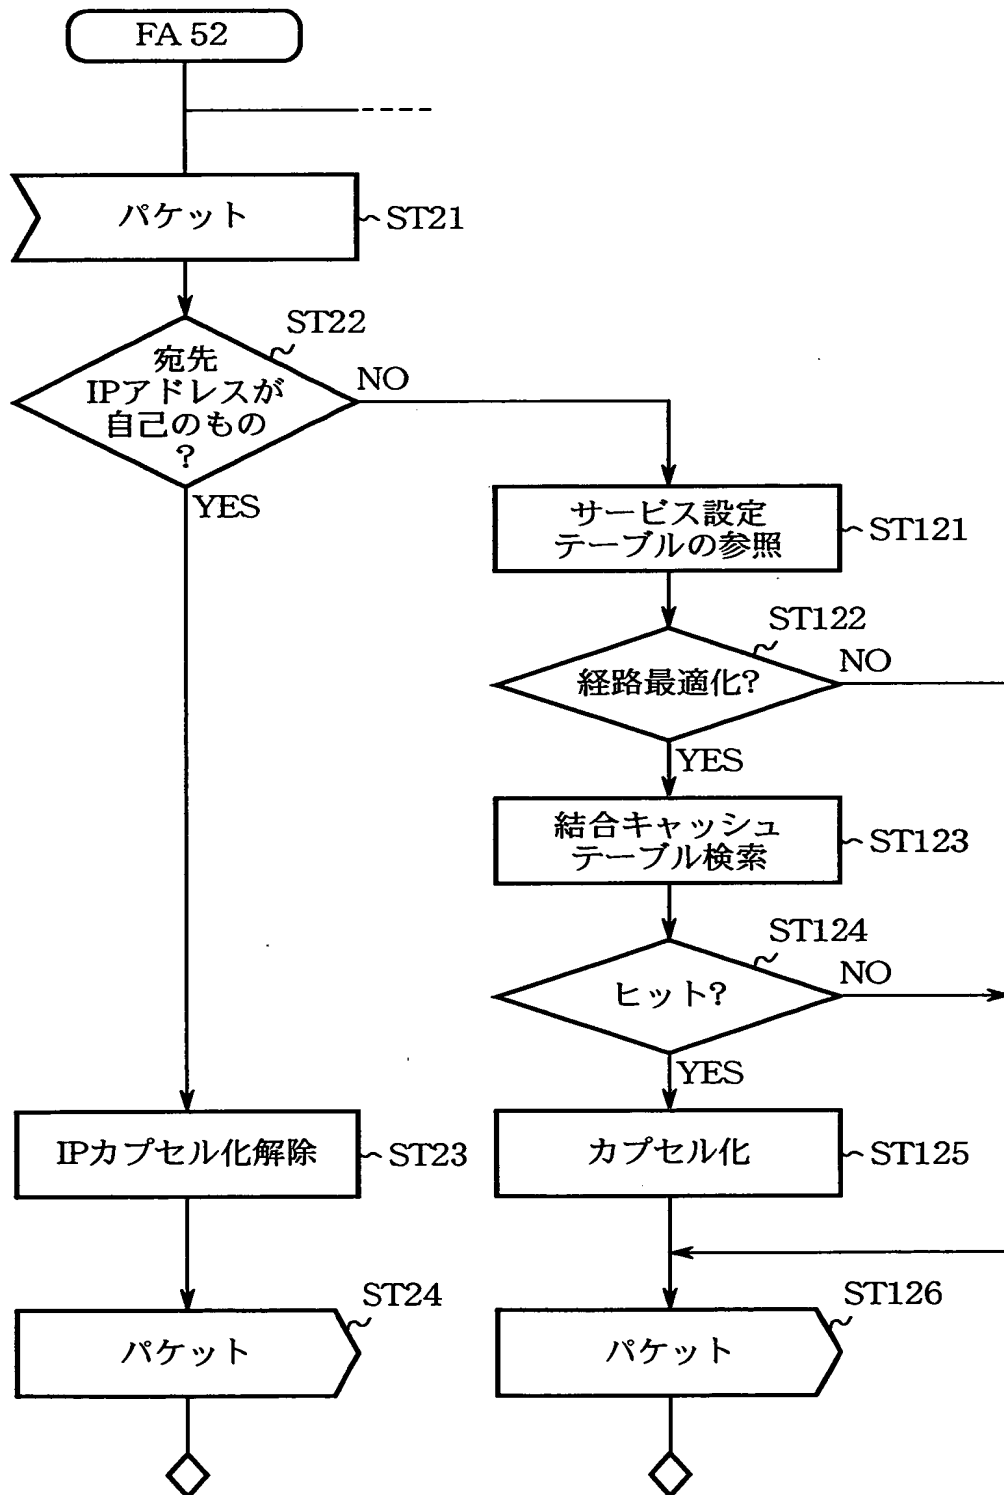 FA 52
パケット
ST21
ST22
宛先
IPアドレスが
自己のもの
?
NO
YES
サービス設定
テーブルの参照
ST121
ST122
経路最適化?
NO
YES
結合キャッシュ
テーブル検索
ST123
ST124
ヒット?
NO
YES
IPカプセル化解除
ST23
カプセル化
ST125
ST24
パケット
ST126
パケット